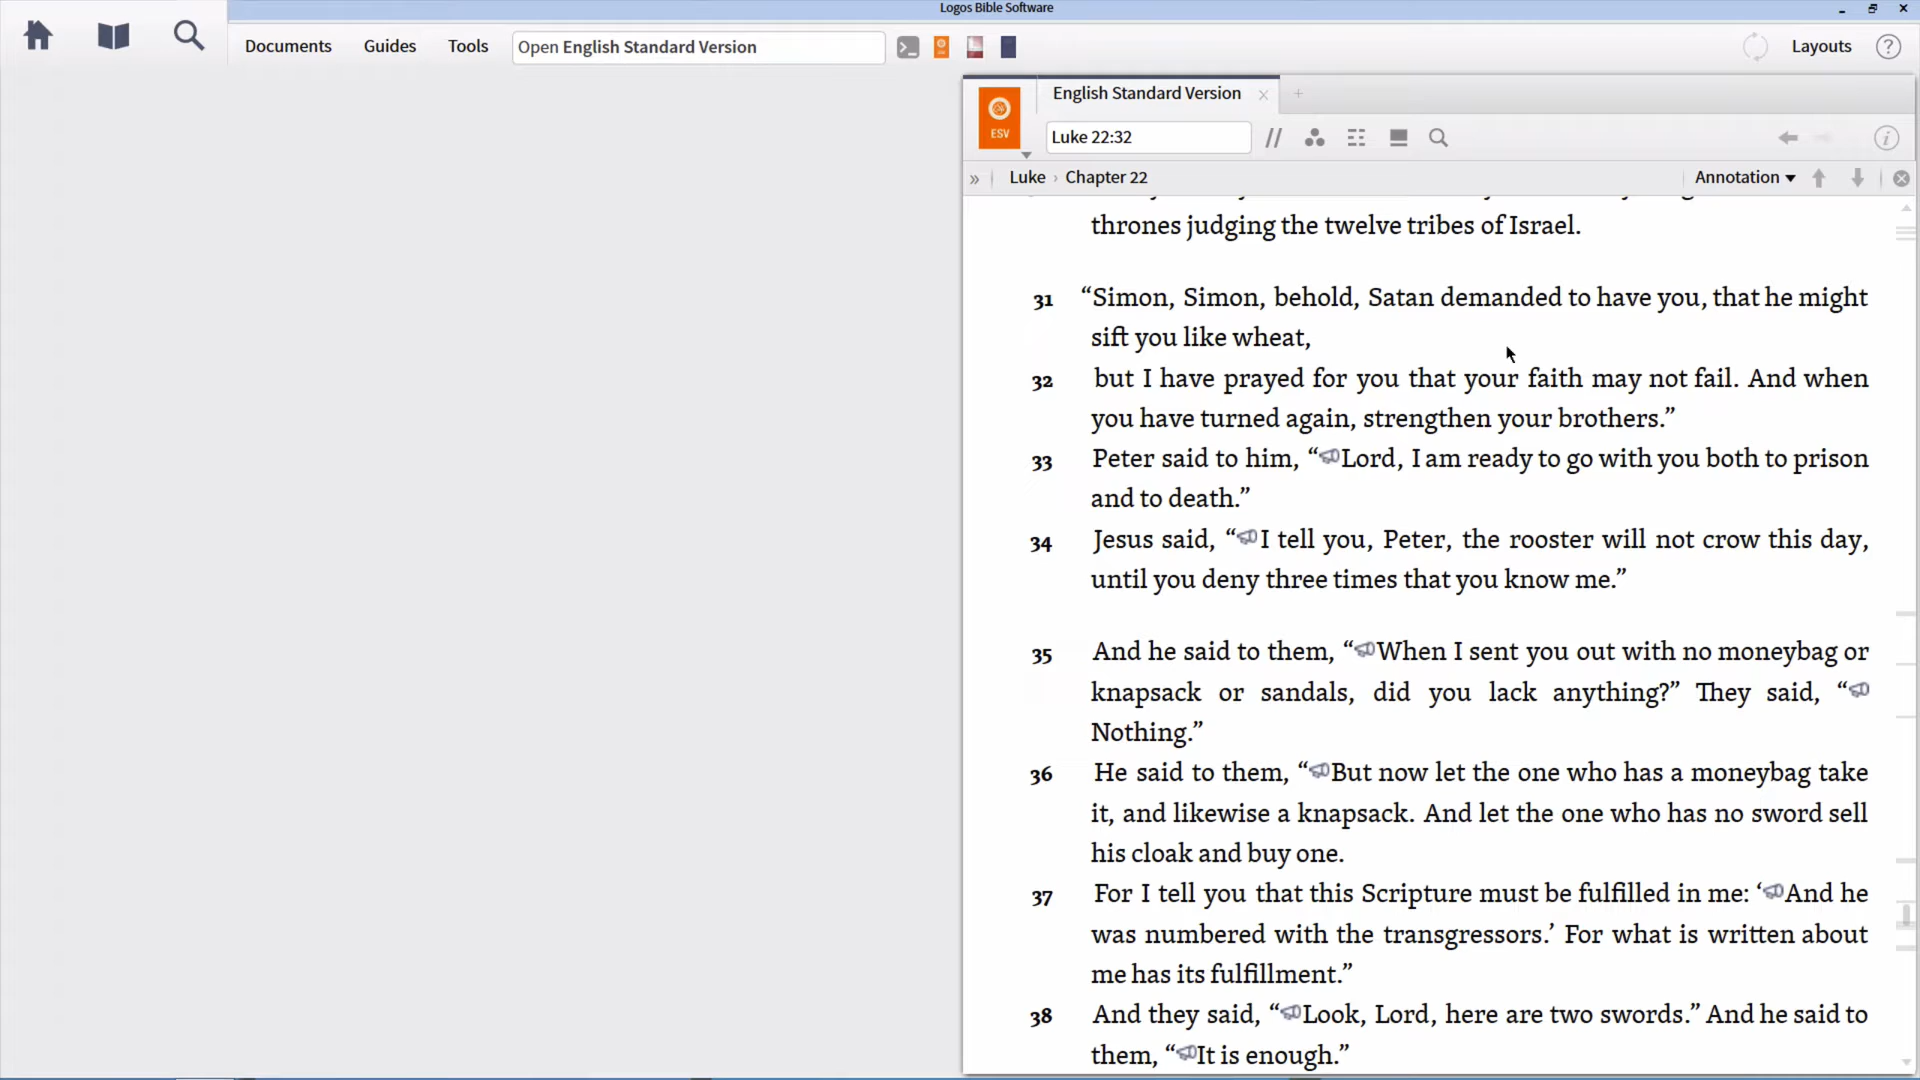 Logos Bible Software
Documents Guides Tools Open English Standard Version Layouts ?
English Standard Version
ESV
Luke 22:32
» Luke › Chapter 22 Annotation
thrones judging the twelve tribes of Israel.
31 “Simon, Simon, behold, Satan demanded to have you, that he might
sift you like wheat,
32 but I have prayed for you that your faith may not fail. And when
you have turned again, strengthen your brothers.”
33 Peter said to him, “Lord, I am ready to go with you both to prison
and to death.”
34 Jesus said, “I tell you, Peter, the rooster will not crow this day,
until you deny three times that you know me.”
35 And he said to them, “When I sent you out with no moneybag or
knapsack or sandals, did you lack anything?” They said, “
Nothing.”
36 He said to them, “But now let the one who has a moneybag take
it, and likewise a knapsack. And let the one who has no sword sell
his cloak and buy one.
37 For I tell you that this Scripture must be fulfilled in me: ‘And he
was numbered with the transgressors.’ For what is written about
me has its fulfillment.”
38 And they said, “Look, Lord, here are two swords.” And he said to
them, “It is enough.”